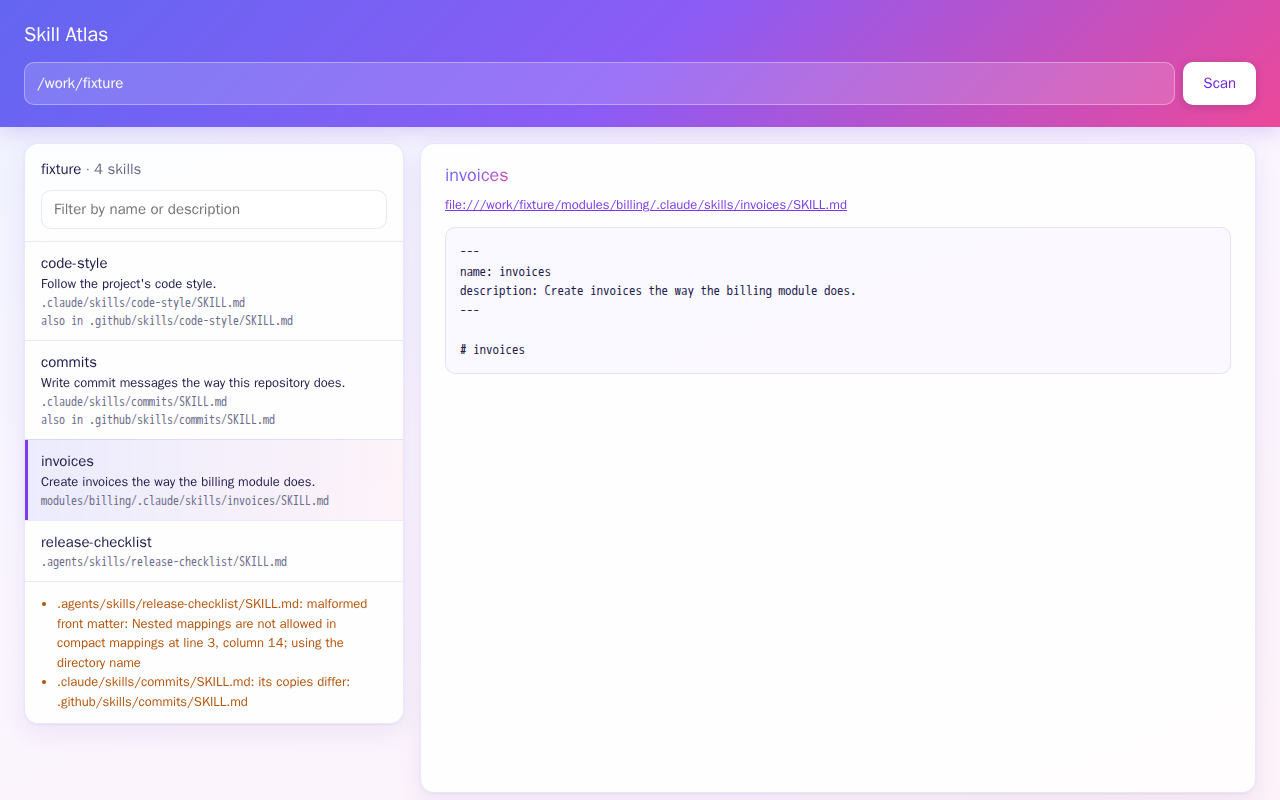 Skill Atlas
/work/fixture
Scan
fixture · 4 skills
Filter by name or description
code-style
Follow the project's code style.
.claude/skills/code-style/SKILL.md
also in .github/skills/code-style/SKILL.md
commits
Write commit messages the way this repository does.
.claude/skills/commits/SKILL.md
also in .github/skills/commits/SKILL.md
invoices
Create invoices the way the billing module does.
modules/billing/.claude/skills/invoices/SKILL.md
release-checklist
.agents/skills/release-checklist/SKILL.md
• .agents/skills/release-checklist/SKILL.md: malformed
front matter: Nested mappings are not allowed in
compact mappings at line 3, column 14; using the
directory name
• .claude/skills/commits/SKILL.md: its copies differ:
.github/skills/commits/SKILL.md
invoices
file:///work/fixture/modules/billing/.claude/skills/invoices/SKILL.md
---
name: invoices
description: Create invoices the way the billing module does.
---
# invoices